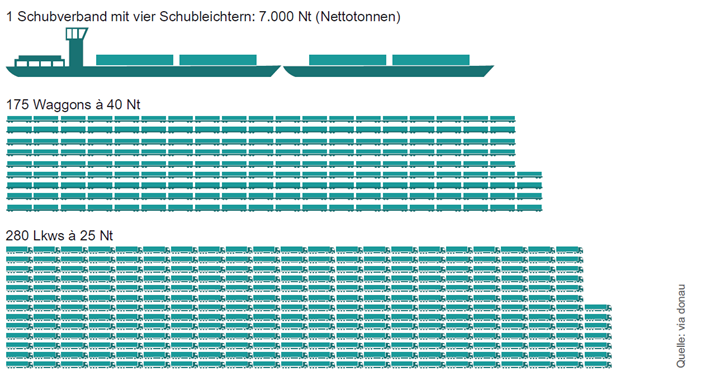 1 Schubverband mit vier Schubleichtern: 7.000 Nt (Nettotonnen)
175 Waggons à 40 Nt
280 Lkws à 25 Nt
Quelle: via donau